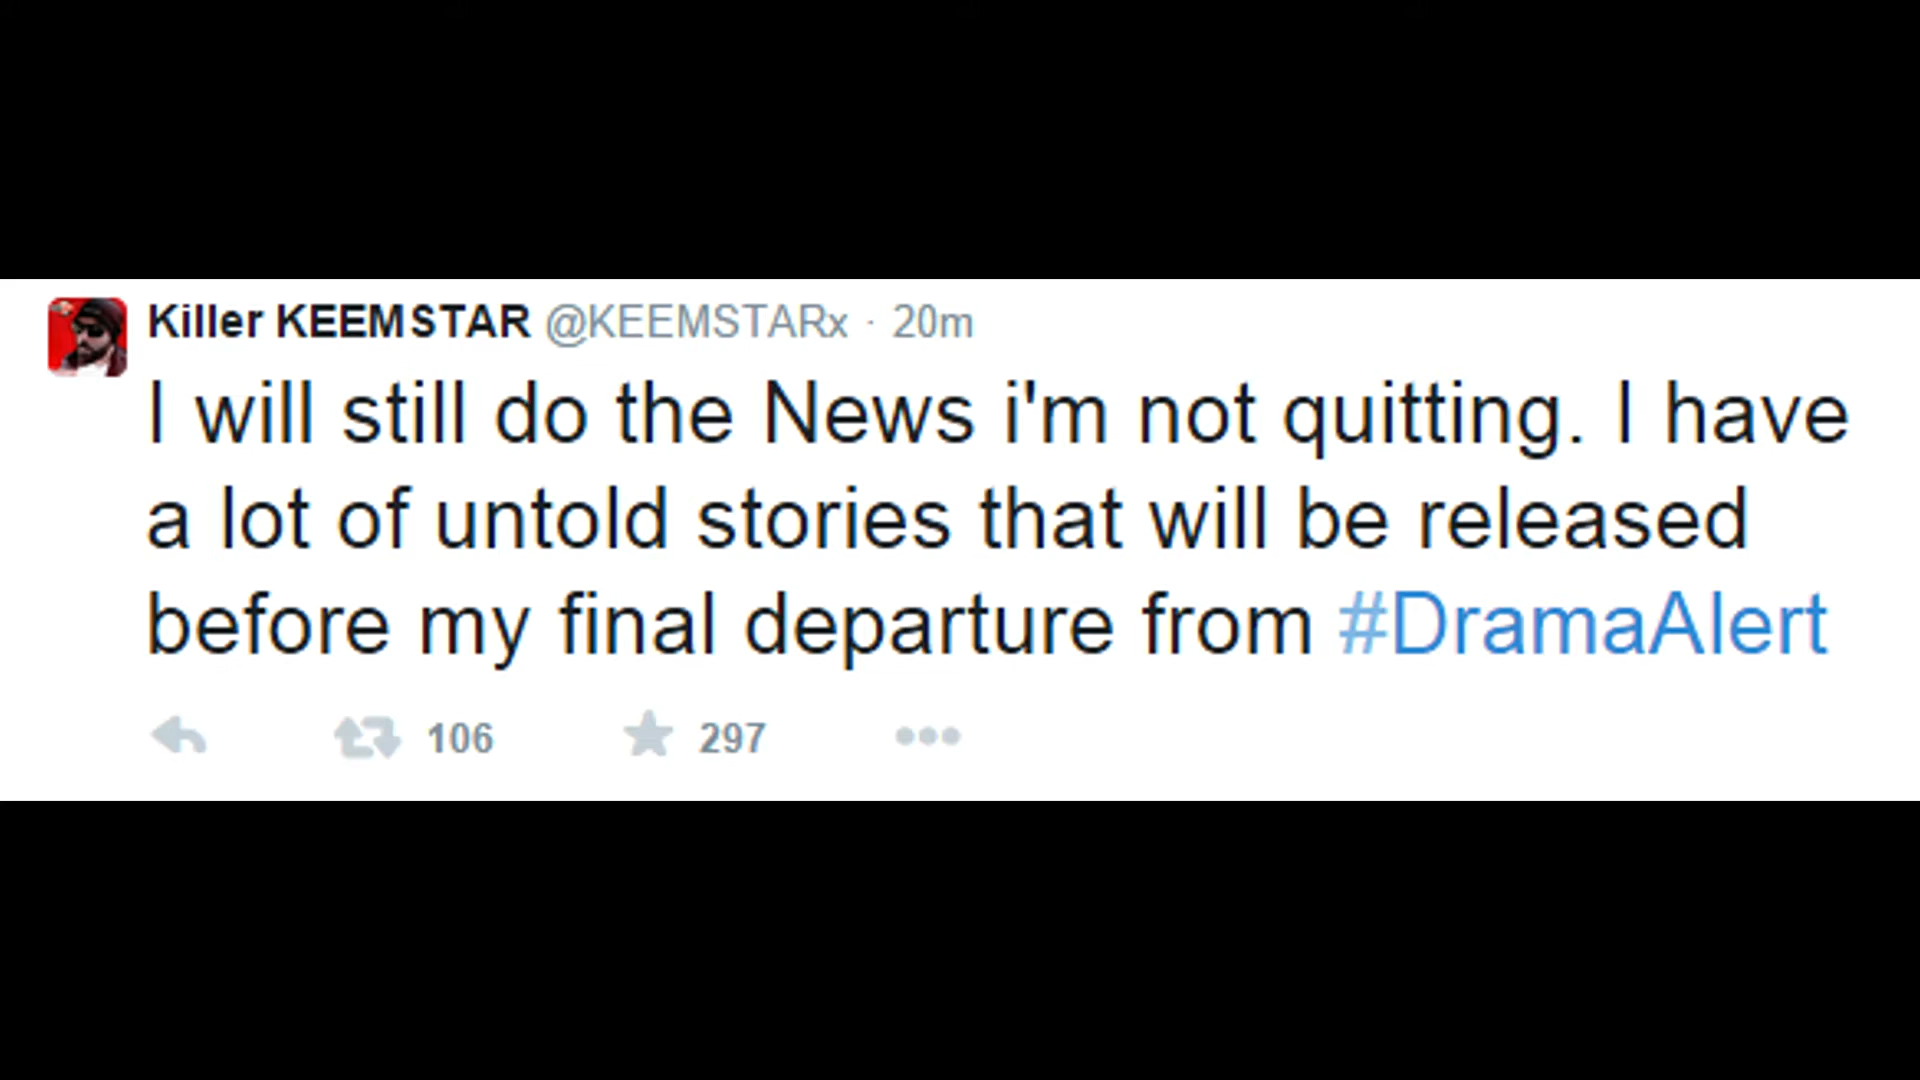 Killer KEEMSTAR @KEEMSTARx · 20m
I will still do the News i'm not quitting. I have
a lot of untold stories that will be released
before my final departure from #DramaAlert
106 297